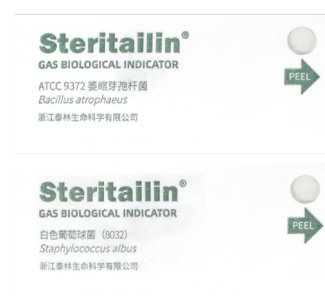 Steritailin®
GAS BIOLOGICAL INDICATOR
ATCC 9372 萎缩芽孢杆菌
Bacillus atrophaeus
浙江泰林生命科学有限公司
PEEL
Steritailin®
GAS BIOLOGICAL INDICATOR
白色葡萄球菌（8032）
Staphylococcus albus
浙江泰林生命科学有限公司
PEEL